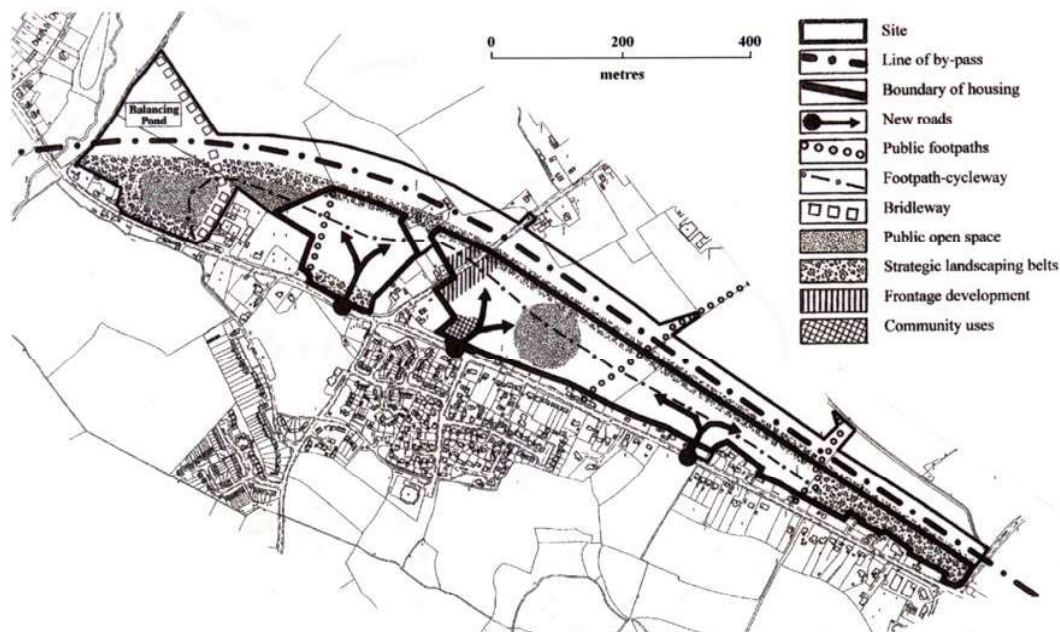 0 200 400
metres
Balancing
Pond
Site
Line of by-pass
Boundary of housing
New roads
Public footpaths
Footpath-cycleway
Bridleway
Public open space
Strategic landscaping belts
Frontage development
Community uses